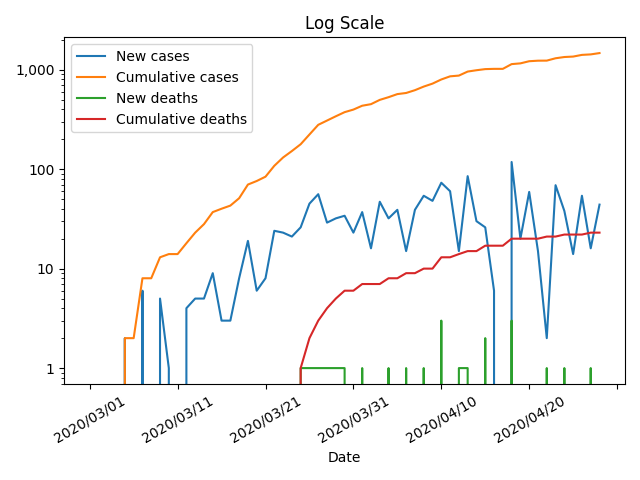 Log Scale
New cases
Cumulative cases
New deaths
Cumulative deaths
1,000
100
10
1
2020/03/01 2020/03/11 2020/03/21 2020/03/31 2020/04/10 2020/04/20
Date